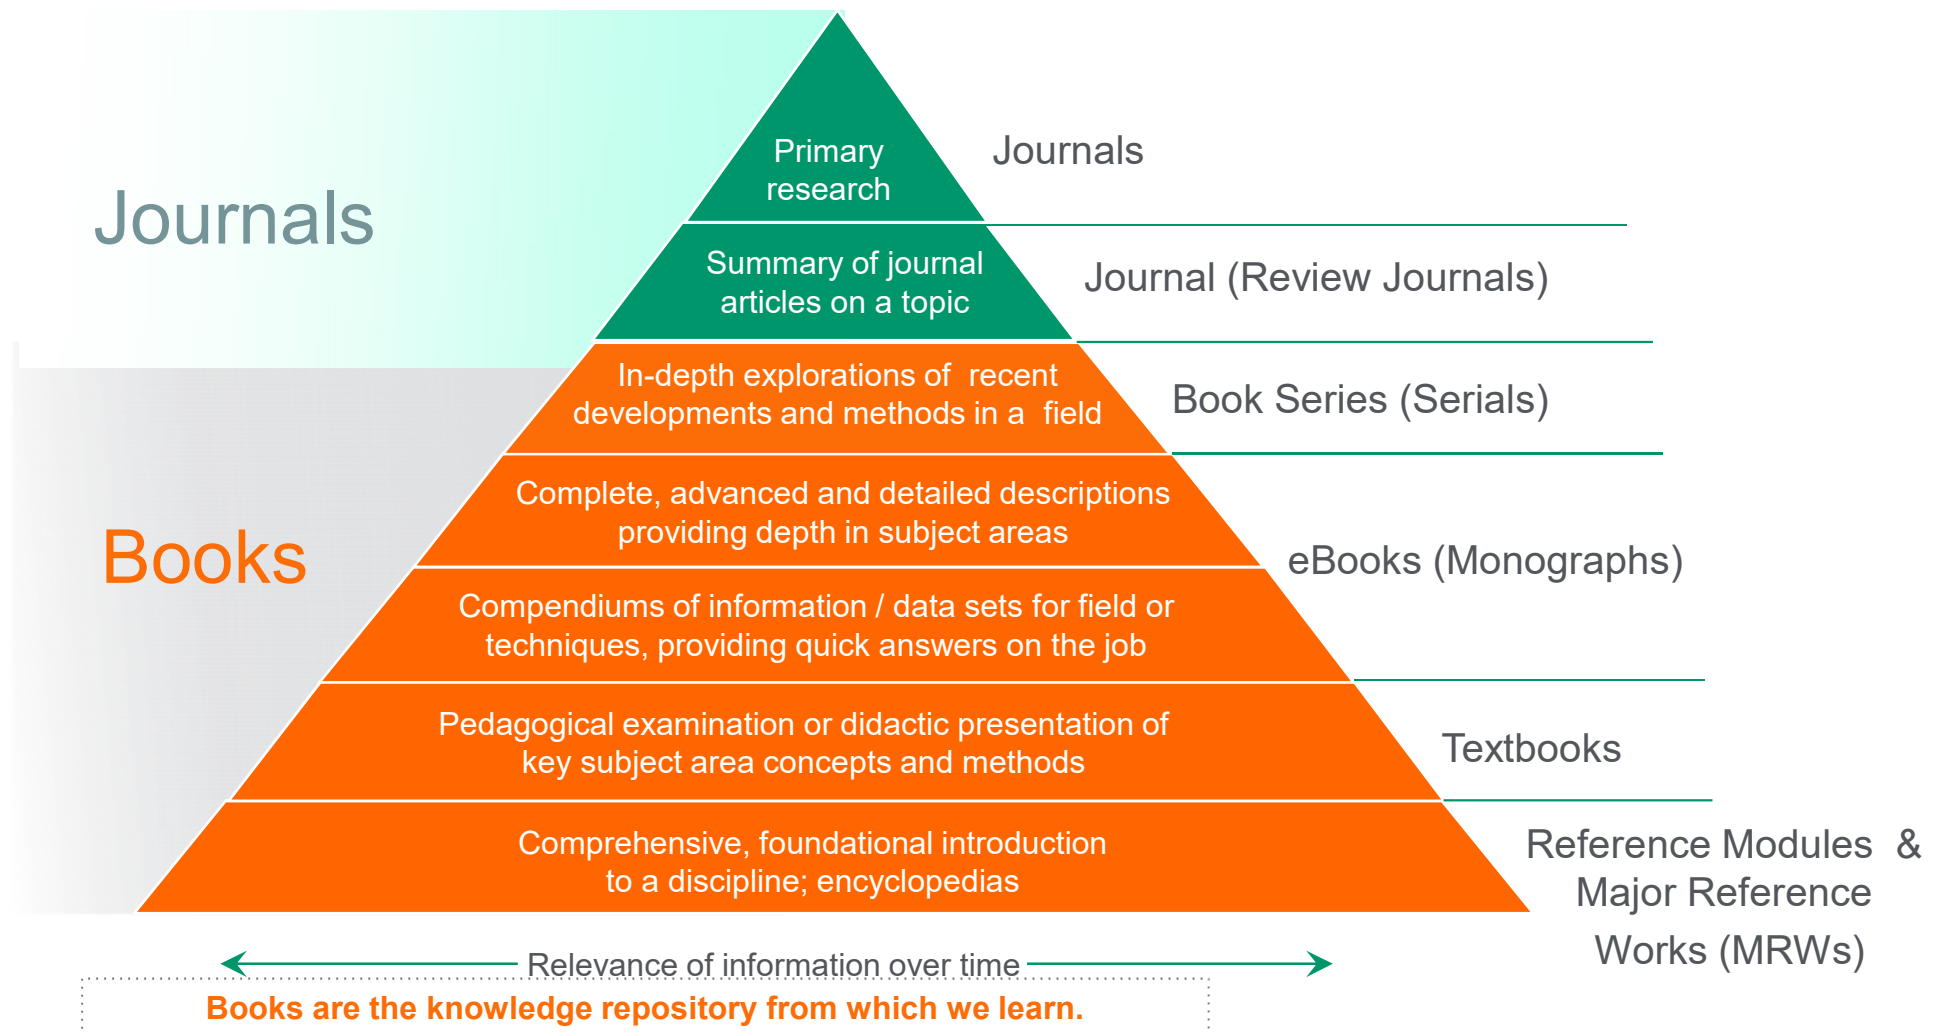 Journals
Books
Primary
research
Journals
Summary of journal
articles on a topic
Journal (Review Journals)
In-depth explorations of  recent
developments and methods in a  field
Book Series (Serials)
Complete, advanced and detailed descriptions
providing depth in subject areas
eBooks (Monographs)
Compendiums of information / data sets for field or
techniques, providing quick answers on the job
Pedagogical examination or didactic presentation of
key subject area concepts and methods
Textbooks
Comprehensive, foundational introduction
to a discipline; encyclopedias
Reference Modules  &
Major Reference
Works (MRWs)
Relevance of information over time
Books are the knowledge repository from which we learn.